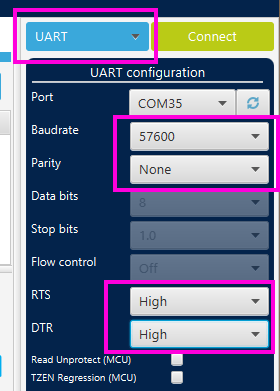 UART Connect
UART configuration
Port COM35
Baudrate 57600
Parity None
Data bits 8
Stop bits 1.0
Flow control Off
RTS High
DTR High
Read Unprotect (MCU)
TZEN Regression (MCU)